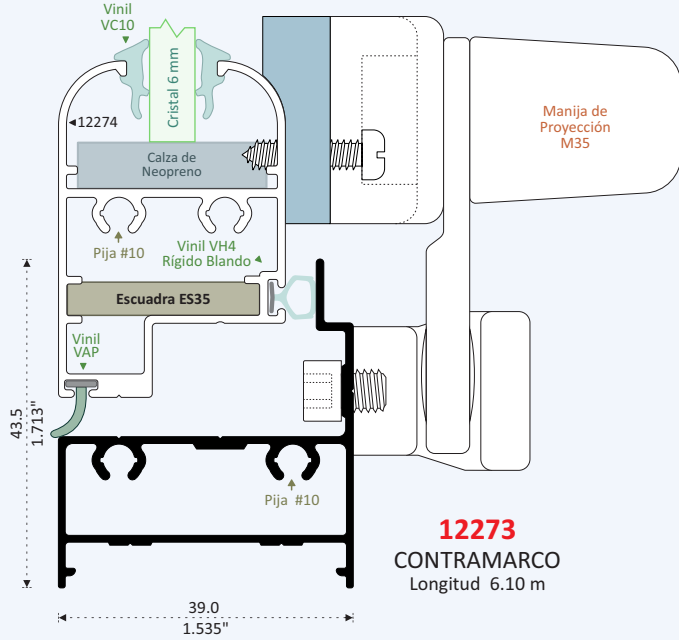 Vinil
VC10
Cristal 6 mm
12274
Calza de
Neopreno
Manija de
Proyección
M35
Pija #10
Vinil VH4
Rígido Blando
Escuadra ES35
Vinil
VAP
43.5
1.713"
Pija #10
12273
CONTRAMARCO
Longitud 6.10 m
39.0
1.535"